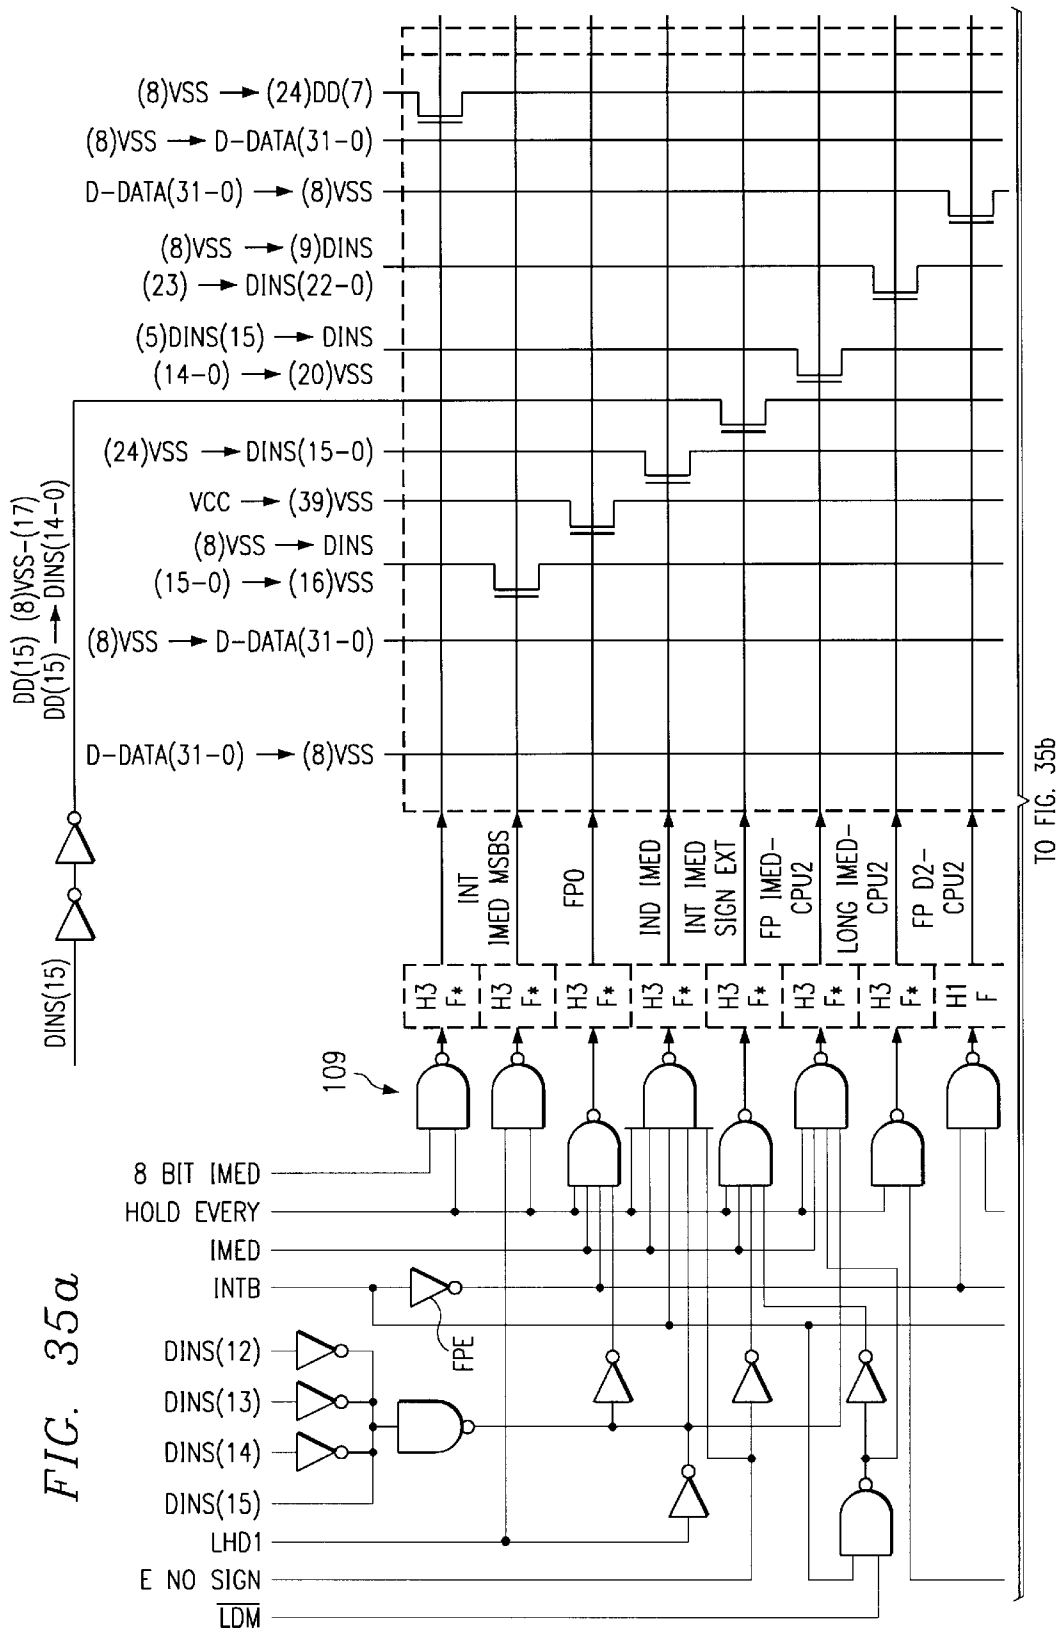 (8)VSS → (24)DD(7)
(8)VSS → D-DATA(31-0)
D-DATA(31-0) → (8)VSS
(8)VSS → (9)DINS
(23) → DINS(22-0)
(5)DINS(15) → DINS
(14-0) → (20)VSS
(24)VSS → DINS(15-0)
VCC → (39)VSS
(8)VSS → DINS
(15-0) → (16)VSS
(8)VSS → D-DATA(31-0)
D-DATA(31-0) → (8)VSS
DD(15) (8)VSS-(17)
DD(15) → DINS(14-0)
DINS(15)
INT
IMED MSBS
FPO
IND IMED
INT IMED
SIGN EXT
FP IMED-
CPU2
LONG IMED-
CPU2
FP D2-
CPU2
H3
F*
H3
F*
H3
F*
H3
F*
H3
F*
H3
F*
H3
F*
H1
F
109
8 BIT IMED
HOLD EVERY
IMED
INTB
FPE
DINS(12)
DINS(13)
DINS(14)
DINS(15)
LHD1
E NO SIGN
LDM
TO FIG. 35b
FIG. 35a